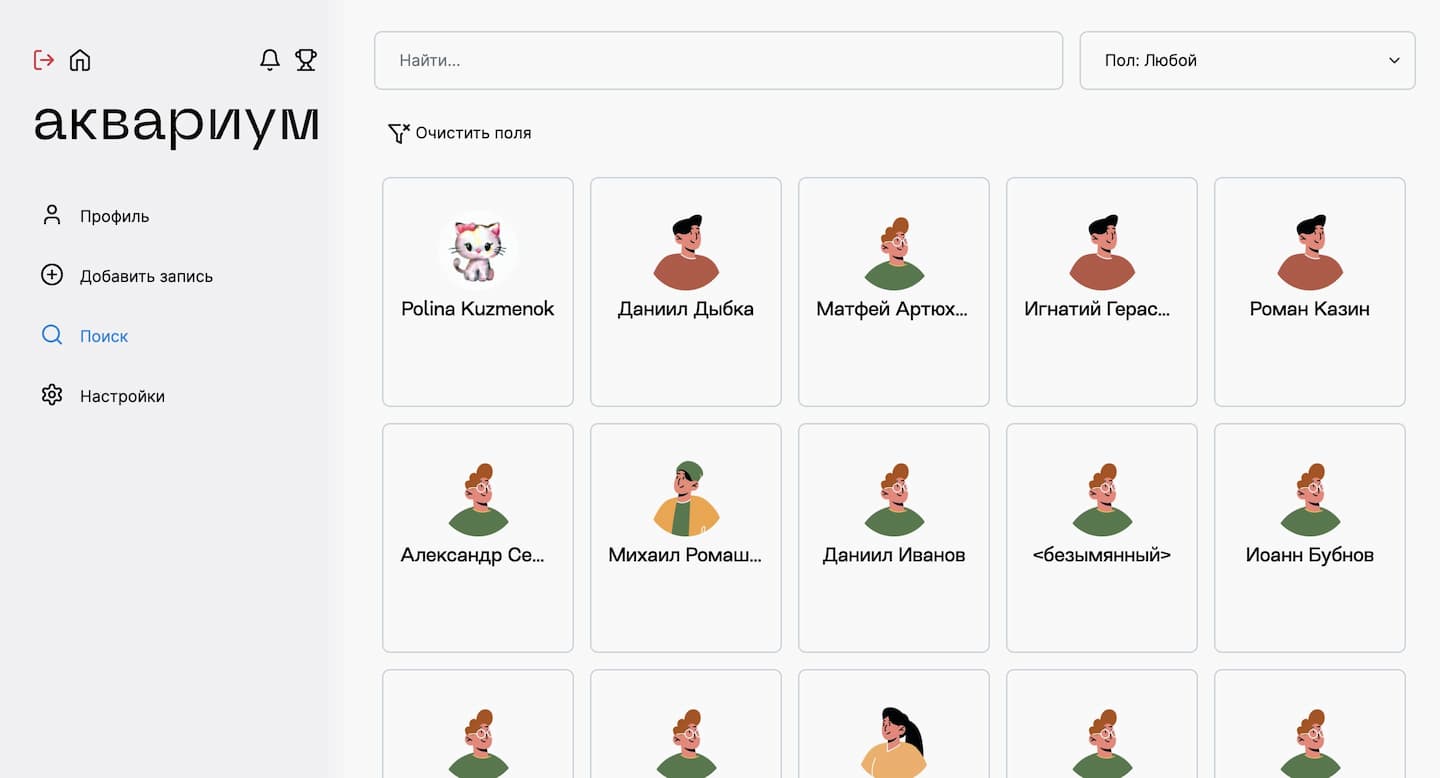 аквариум
Профиль
Добавить запись
Поиск
Настройки
Найти...
Пол: Любой
Очистить поля
Polina Kuzmenok
Даниил Дыбка
Матфей Артюх...
Игнатий Герас...
Роман Казин
Александр Се...
Михаил Ромаш...
Даниил Иванов
<безымянный>
Иоанн Бубнов